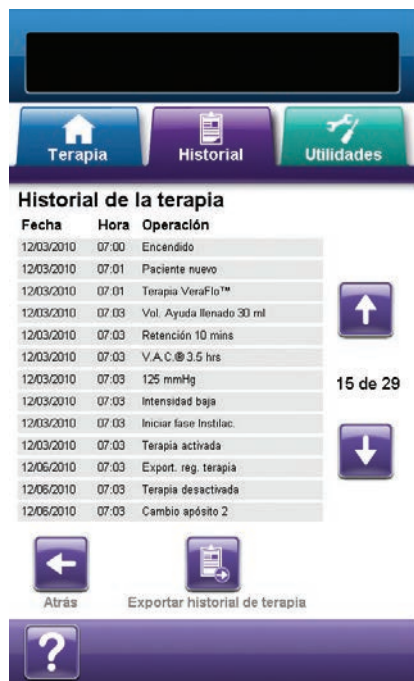 Terapia Historial Utilidades
Historial de la terapia
Fecha Hora Operación
12/03/2010 07:00 Encendido
12/03/2010 07:01 Paciente nuevo
12/03/2010 07:01 Terapia VeraFlo™
12/03/2010 07:03 Vol. Ayuda llenado 30 ml
12/03/2010 07:03 Retención 10 mins
12/03/2010 07:03 V.A.C.® 3.5 hrs
12/03/2010 07:03 125 mmHg
12/03/2010 07:03 Intensidad baja
12/03/2010 07:03 Iniciar fase Instilac.
12/03/2010 07:03 Terapia activada
12/06/2010 07:03 Export. reg. terapia
12/06/2010 07:03 Terapia desactivada
12/06/2010 07:03 Cambio apósito 2
15 de 29
Atrás Exportar historial de terapia
?